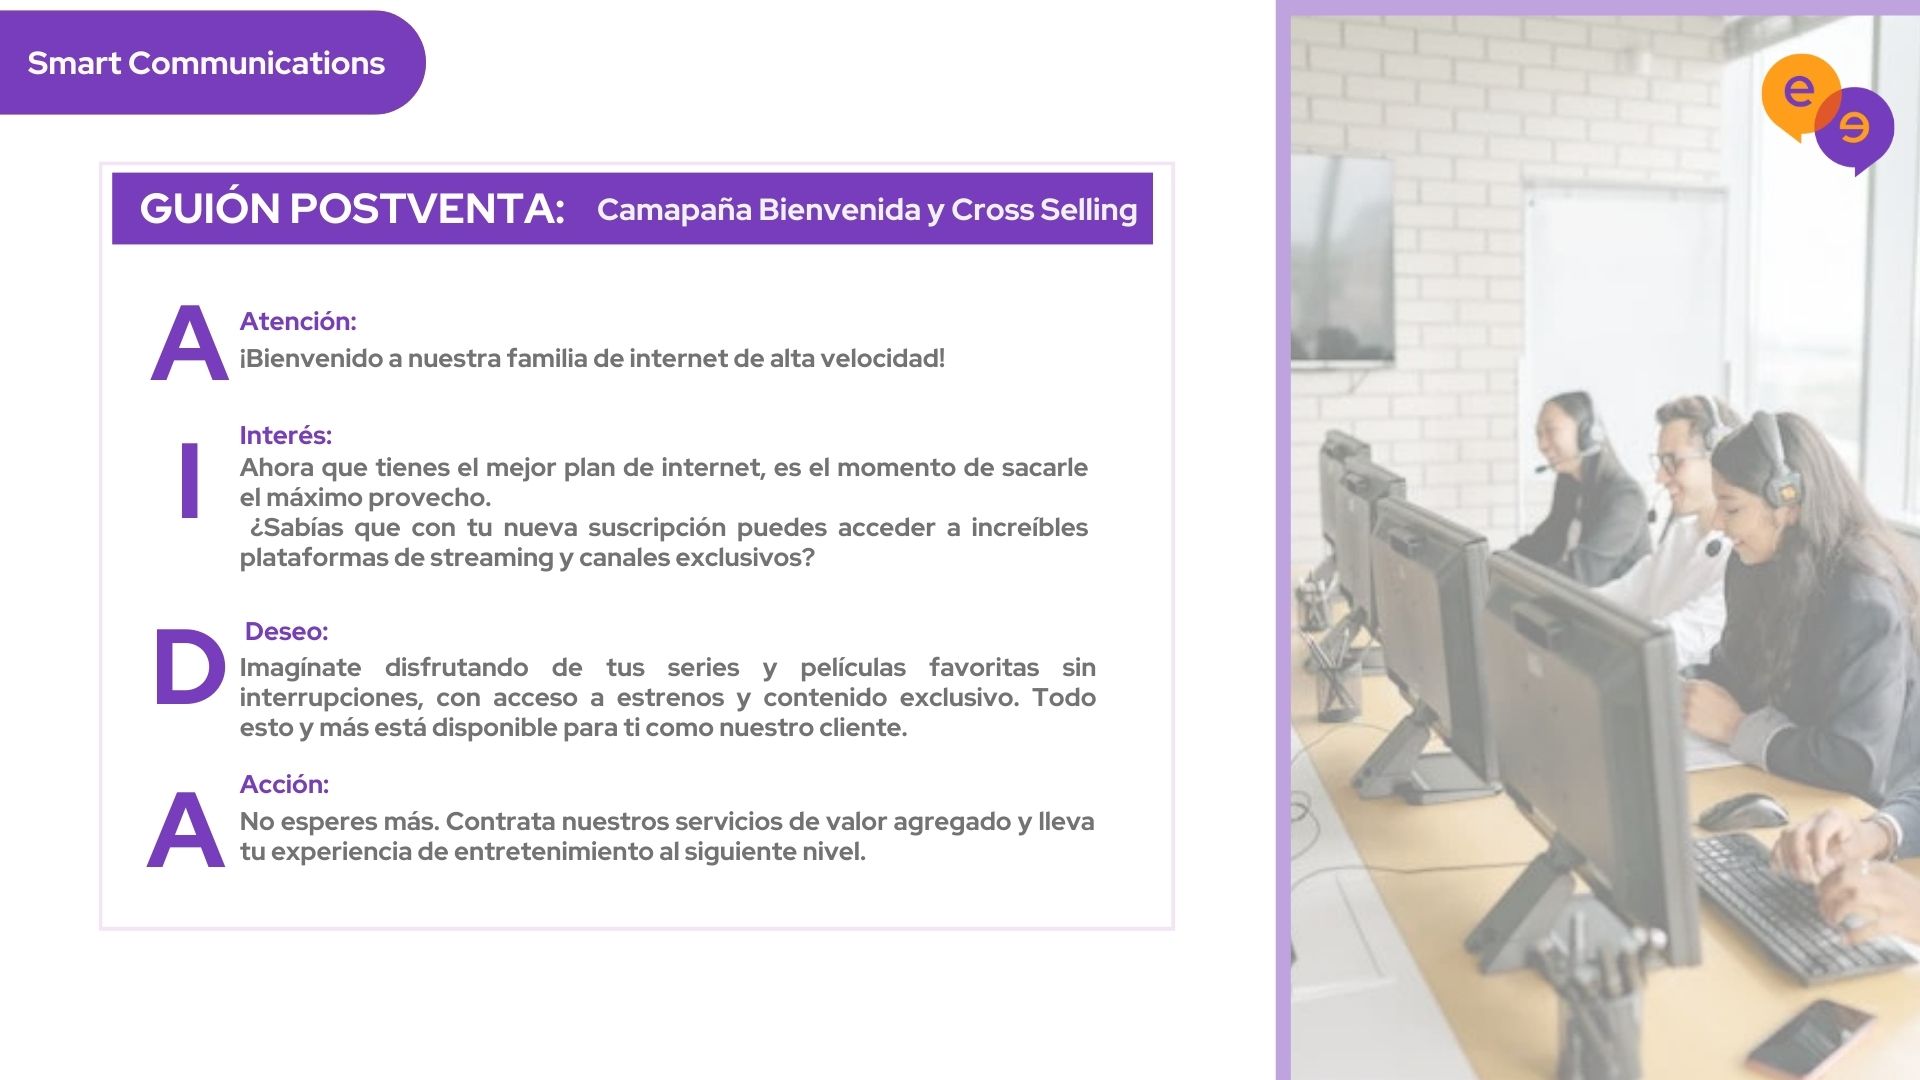 Smart Communications
e
e
GUIÓN POSTVENTA: Camapaña Bienvenida y Cross Selling
A
Atención:
¡Bienvenido a nuestra familia de internet de alta velocidad!
I
Interés:
Ahora que tienes el mejor plan de internet, es el momento de sacarle
el máximo provecho.
¿Sabías que con tu nueva suscripción puedes acceder a increíbles
plataformas de streaming y canales exclusivos?
D
Deseo:
Imagínate disfrutando de tus series y películas favoritas sin
interrupciones, con acceso a estrenos y contenido exclusivo. Todo
esto y más está disponible para ti como nuestro cliente.
A
Acción:
No esperes más. Contrata nuestros servicios de valor agregado y lleva
tu experiencia de entretenimiento al siguiente nivel.